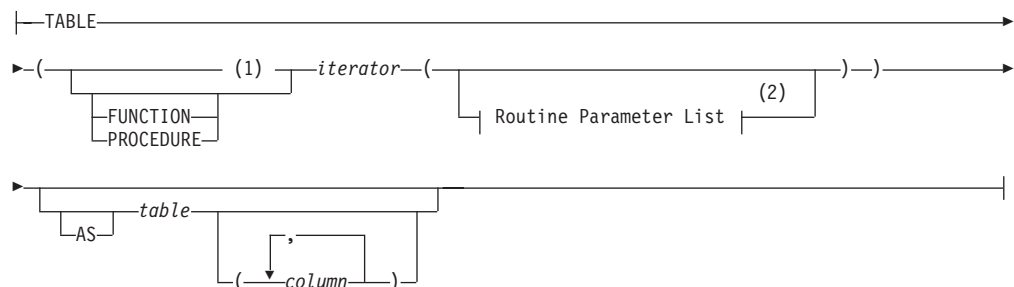 TABLE
( (1) iterator ( ) )
(2)
FUNCTION
Routine Parameter List
PROCEDURE
table
AS
,
( column )